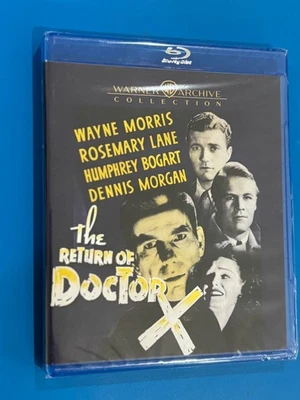 Blu-ray Disc
WARNER ARCHIVE
COLLECTION
WAYNE MORRIS
ROSEMARY LANE
HUMPHREY BOGART
DENNIS MORGAN
The
RETURN OF
DOCTOR
X